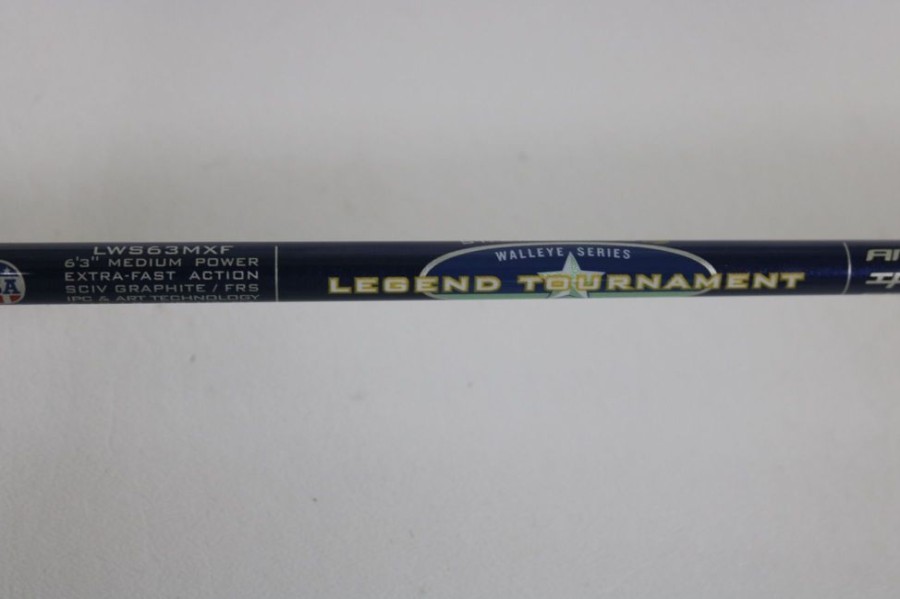 LWS63MXF
6'3" MEDIUM POWER
EXTRA-FAST ACTION
SCIV GRAPHITE / FRS
IPC & ART TECHNOLOGY
WALLEYE SERIES
LEGEND TOURNAMENT